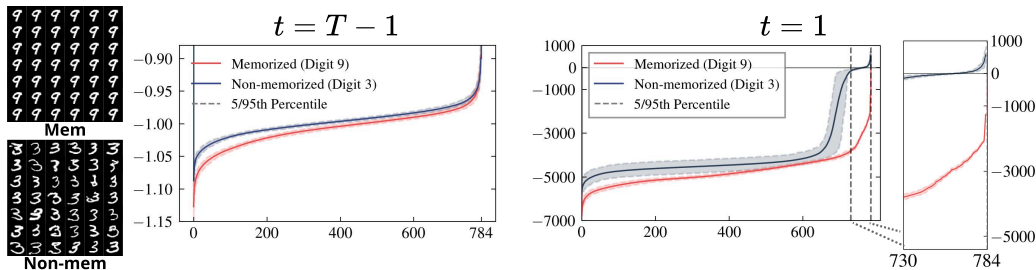 Mem
Non-mem
t = T − 1
−0.90
−0.95
−1.00
−1.05
−1.10
−1.15
0
200
400
600
784
Memorized (Digit 9)
Non-memorized (Digit 3)
5/95th Percentile
t = 1
1000
0
−1000
−3000
−5000
−7000
0
200
400
600
784
Memorized (Digit 9)
Non-memorized (Digit 3)
5/95th Percentile
1000
0
−1000
−3000
−5000
730
784